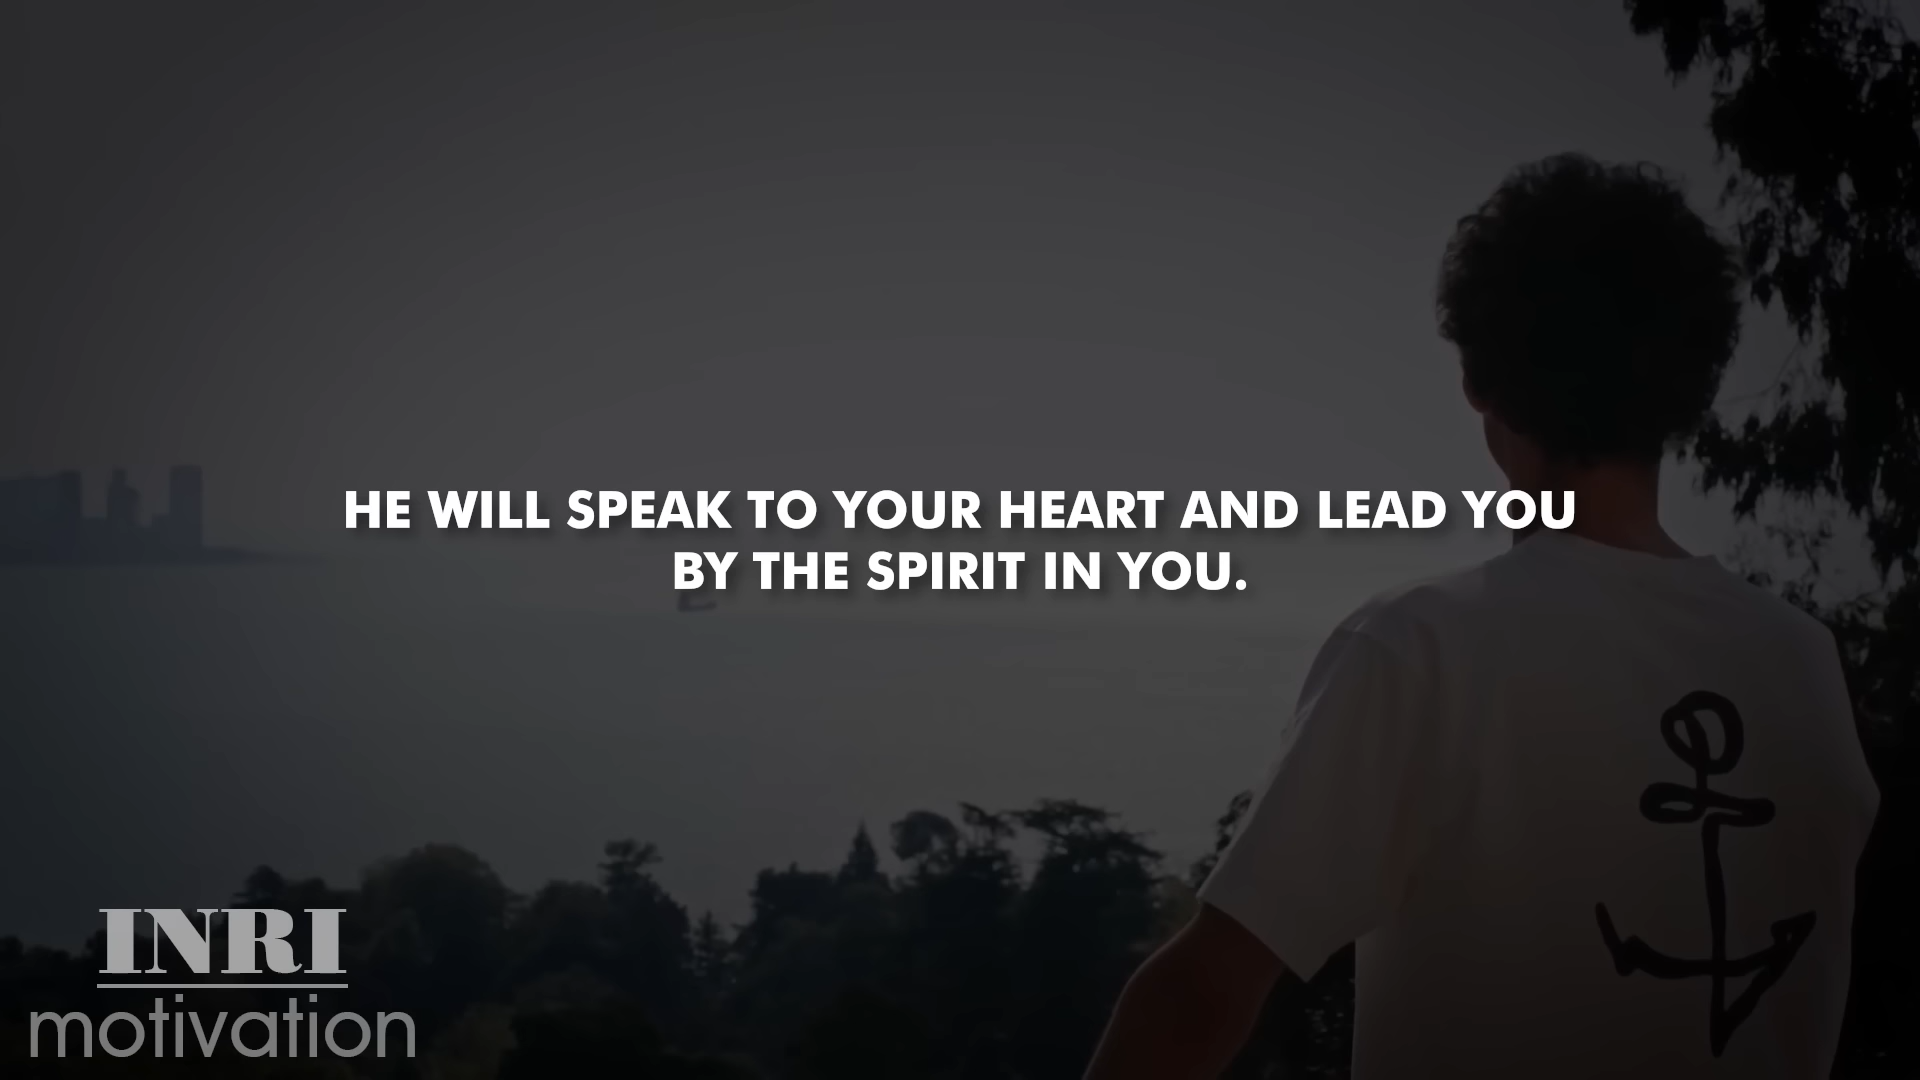 HE WILL SPEAK TO YOUR HEART AND LEAD YOU
BY THE SPIRIT IN YOU.
INRI
motivation